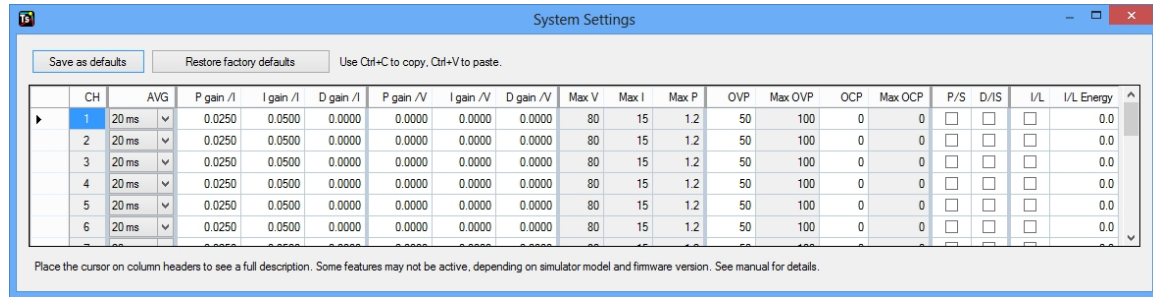 Ts
System Settings
Save as defaults Restore factory defaults Use Ctrl+C to copy, Ctrl+V to paste.
CH AVG P gain /I I gain /I D gain /I P gain /V I gain /V D gain /V Max V Max I Max P OVP Max OVP OCP Max OCP P/S D/IS I/L I/L Energy
1 20 ms 0.0250 0.0500 0.0000 0.0000 0.0000 0.0000 80 15 1.2 50 100 0 0 0.0
2 20 ms 0.0250 0.0500 0.0000 0.0000 0.0000 0.0000 80 15 1.2 50 100 0 0 0.0
3 20 ms 0.0250 0.0500 0.0000 0.0000 0.0000 0.0000 80 15 1.2 50 100 0 0 0.0
4 20 ms 0.0250 0.0500 0.0000 0.0000 0.0000 0.0000 80 15 1.2 50 100 0 0 0.0
5 20 ms 0.0250 0.0500 0.0000 0.0000 0.0000 0.0000 80 15 1.2 50 100 0 0 0.0
6 20 ms 0.0250 0.0500 0.0000 0.0000 0.0000 0.0000 80 15 1.2 50 100 0 0 0.0
Place the cursor on column headers to see a full description. Some features may not be active, depending on simulator model and firmware version. See manual for details.